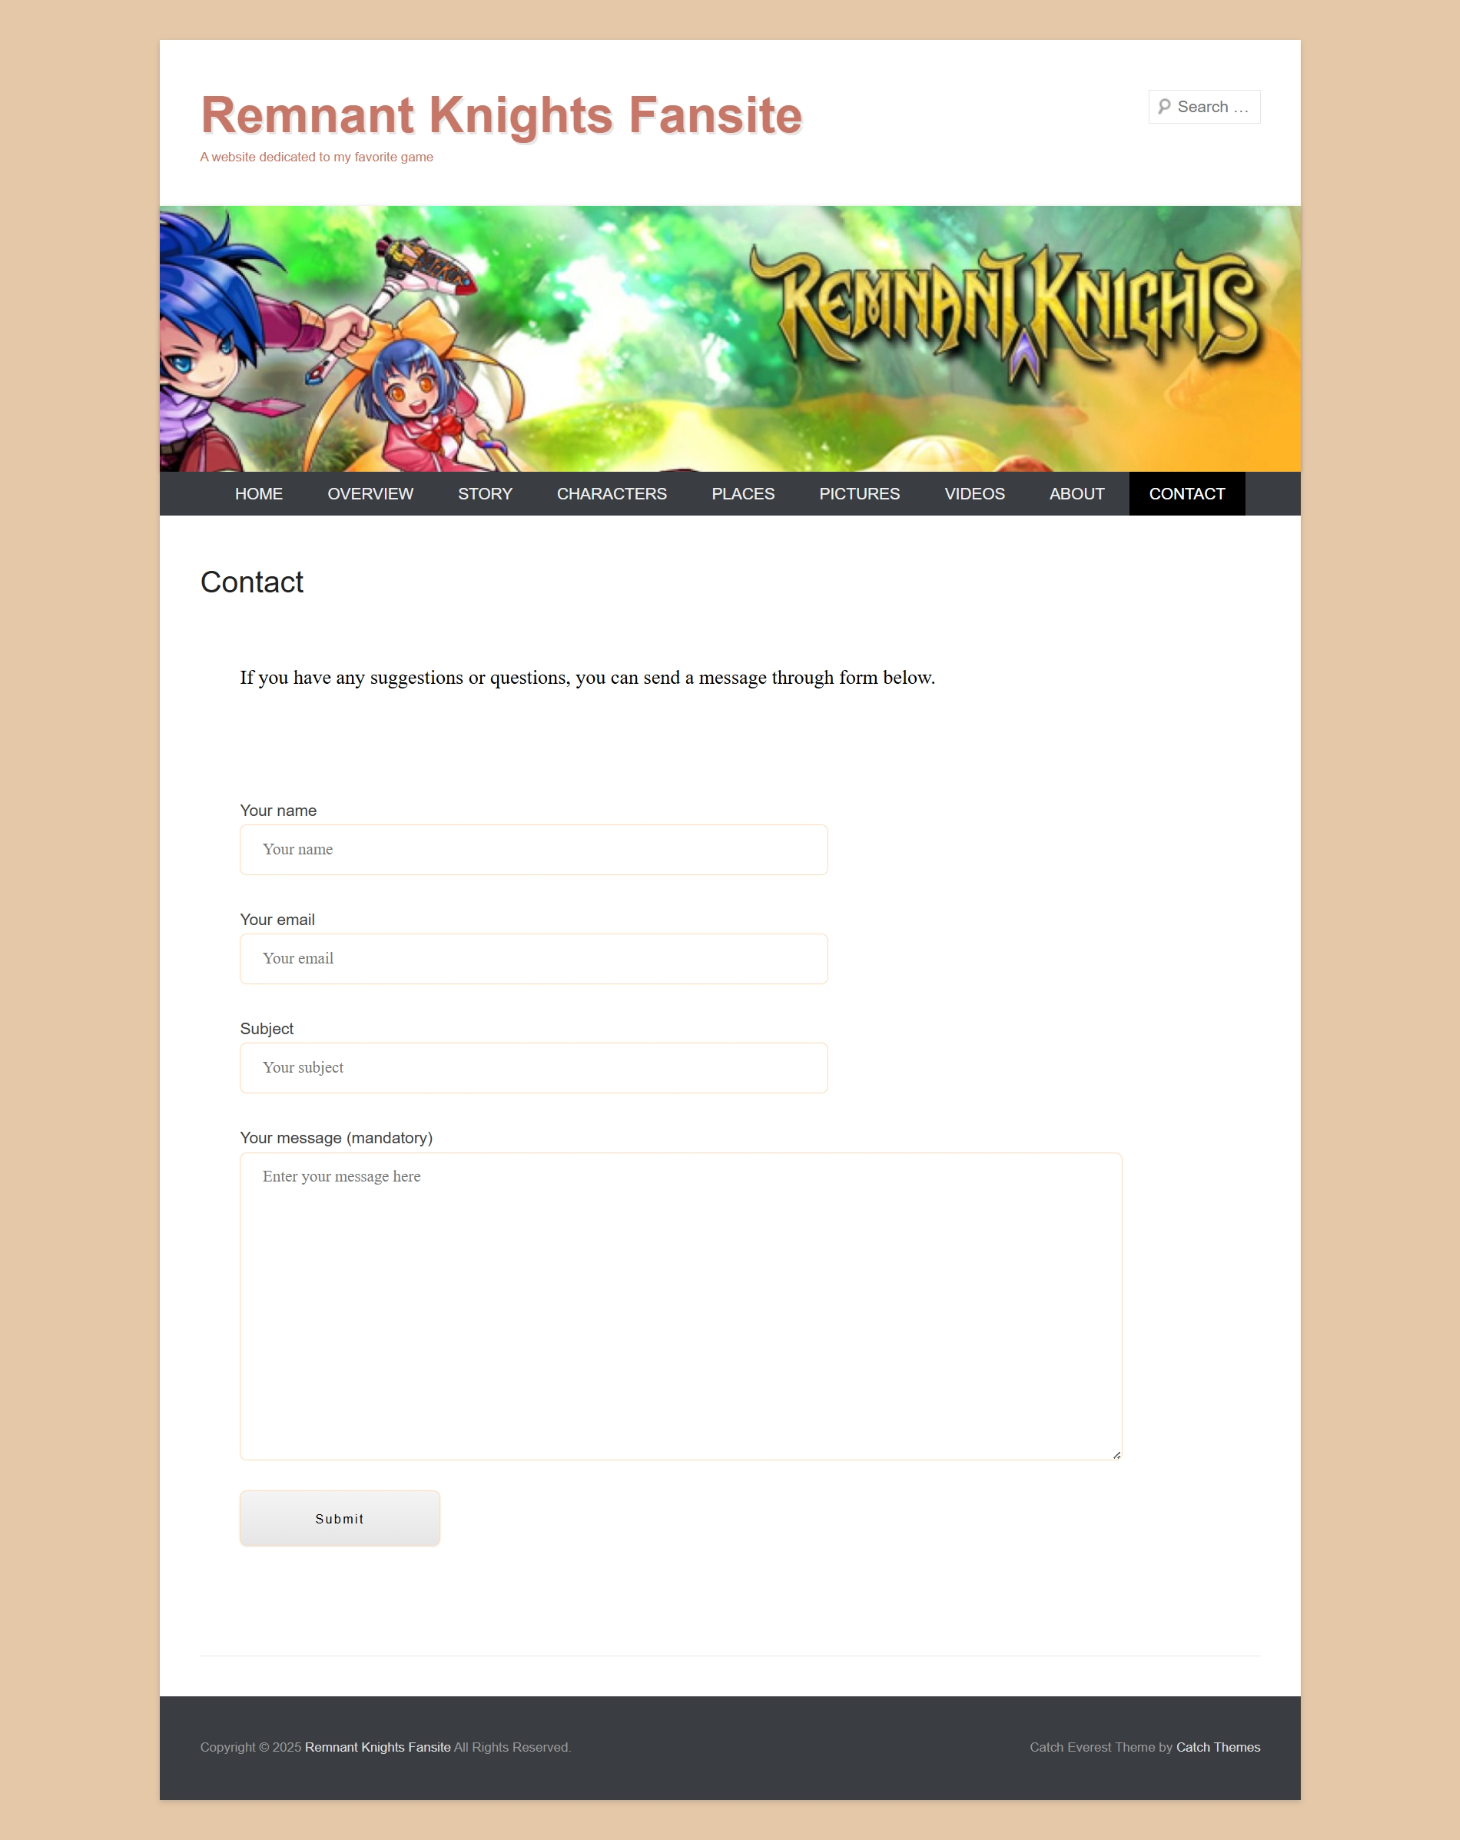 Remnant Knights Fansite
Search …
A website dedicated to my favorite game
REMNANT KNIGHTS
HOME OVERVIEW STORY CHARACTERS PLACES PICTURES VIDEOS ABOUT CONTACT
Contact
If you have any suggestions or questions, you can send a message through form below.
Your name
Your name
Your email
Your email
Subject
Your subject
Your message (mandatory)
Enter your message here
Submit
Copyright © 2025 Remnant Knights Fansite All Rights Reserved.
Catch Everest Theme by Catch Themes